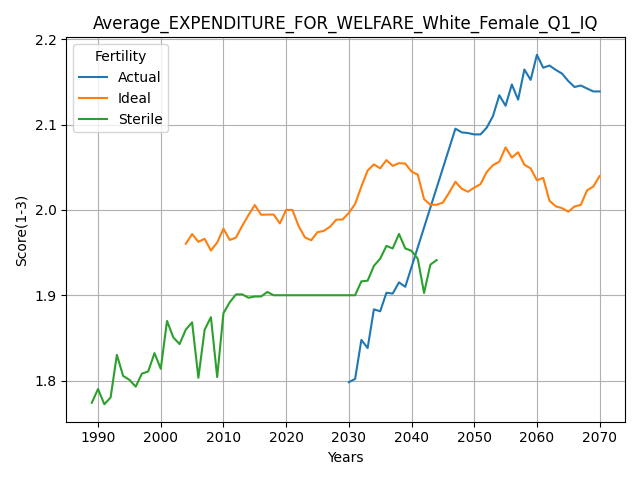 Average_EXPENDITURE_FOR_WELFARE_White_Female_Q1_IQ
Fertility
Actual
Ideal
Sterile
Score(1-3)
2.2
2.1
2.0
1.9
1.8
1990 2000 2010 2020 2030 2040 2050 2060 2070
Years